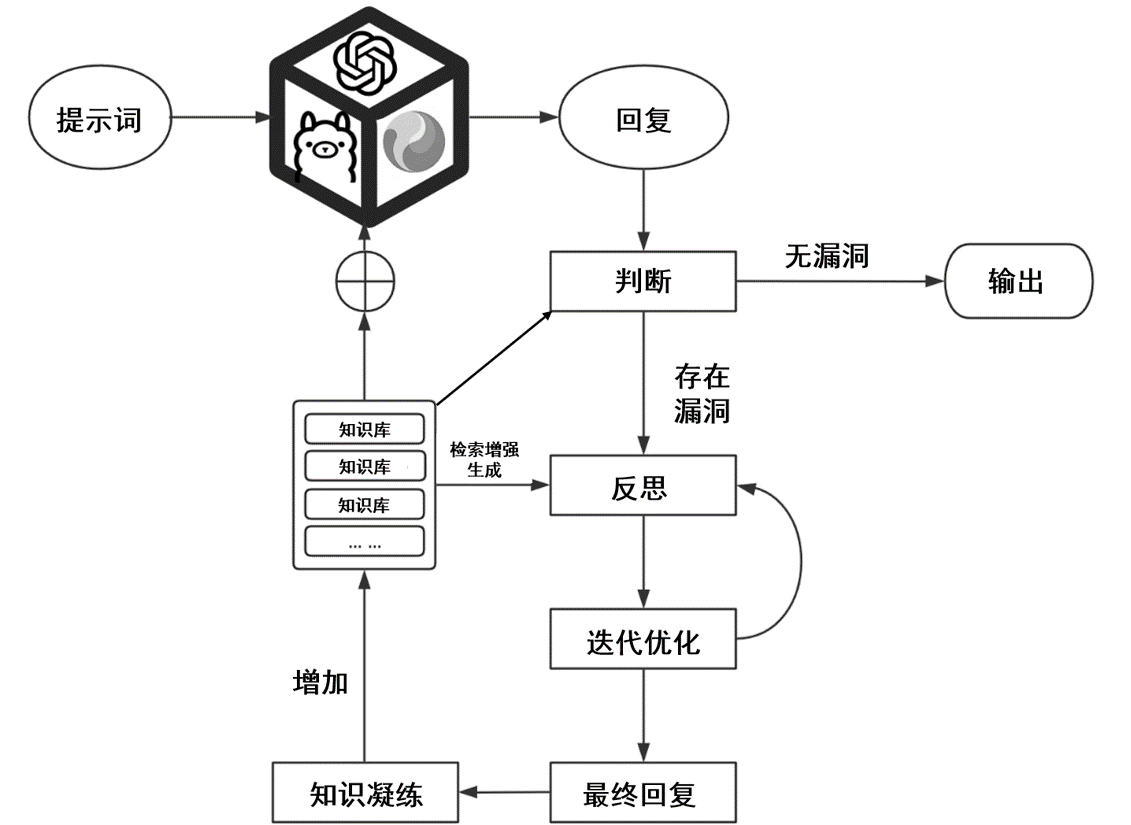 提示词
回复
无漏洞
判断
输出
存在
漏洞
知识库
知识库
知识库
... ...
检索增强
生成
反思
迭代优化
增加
知识凝练
最终回复